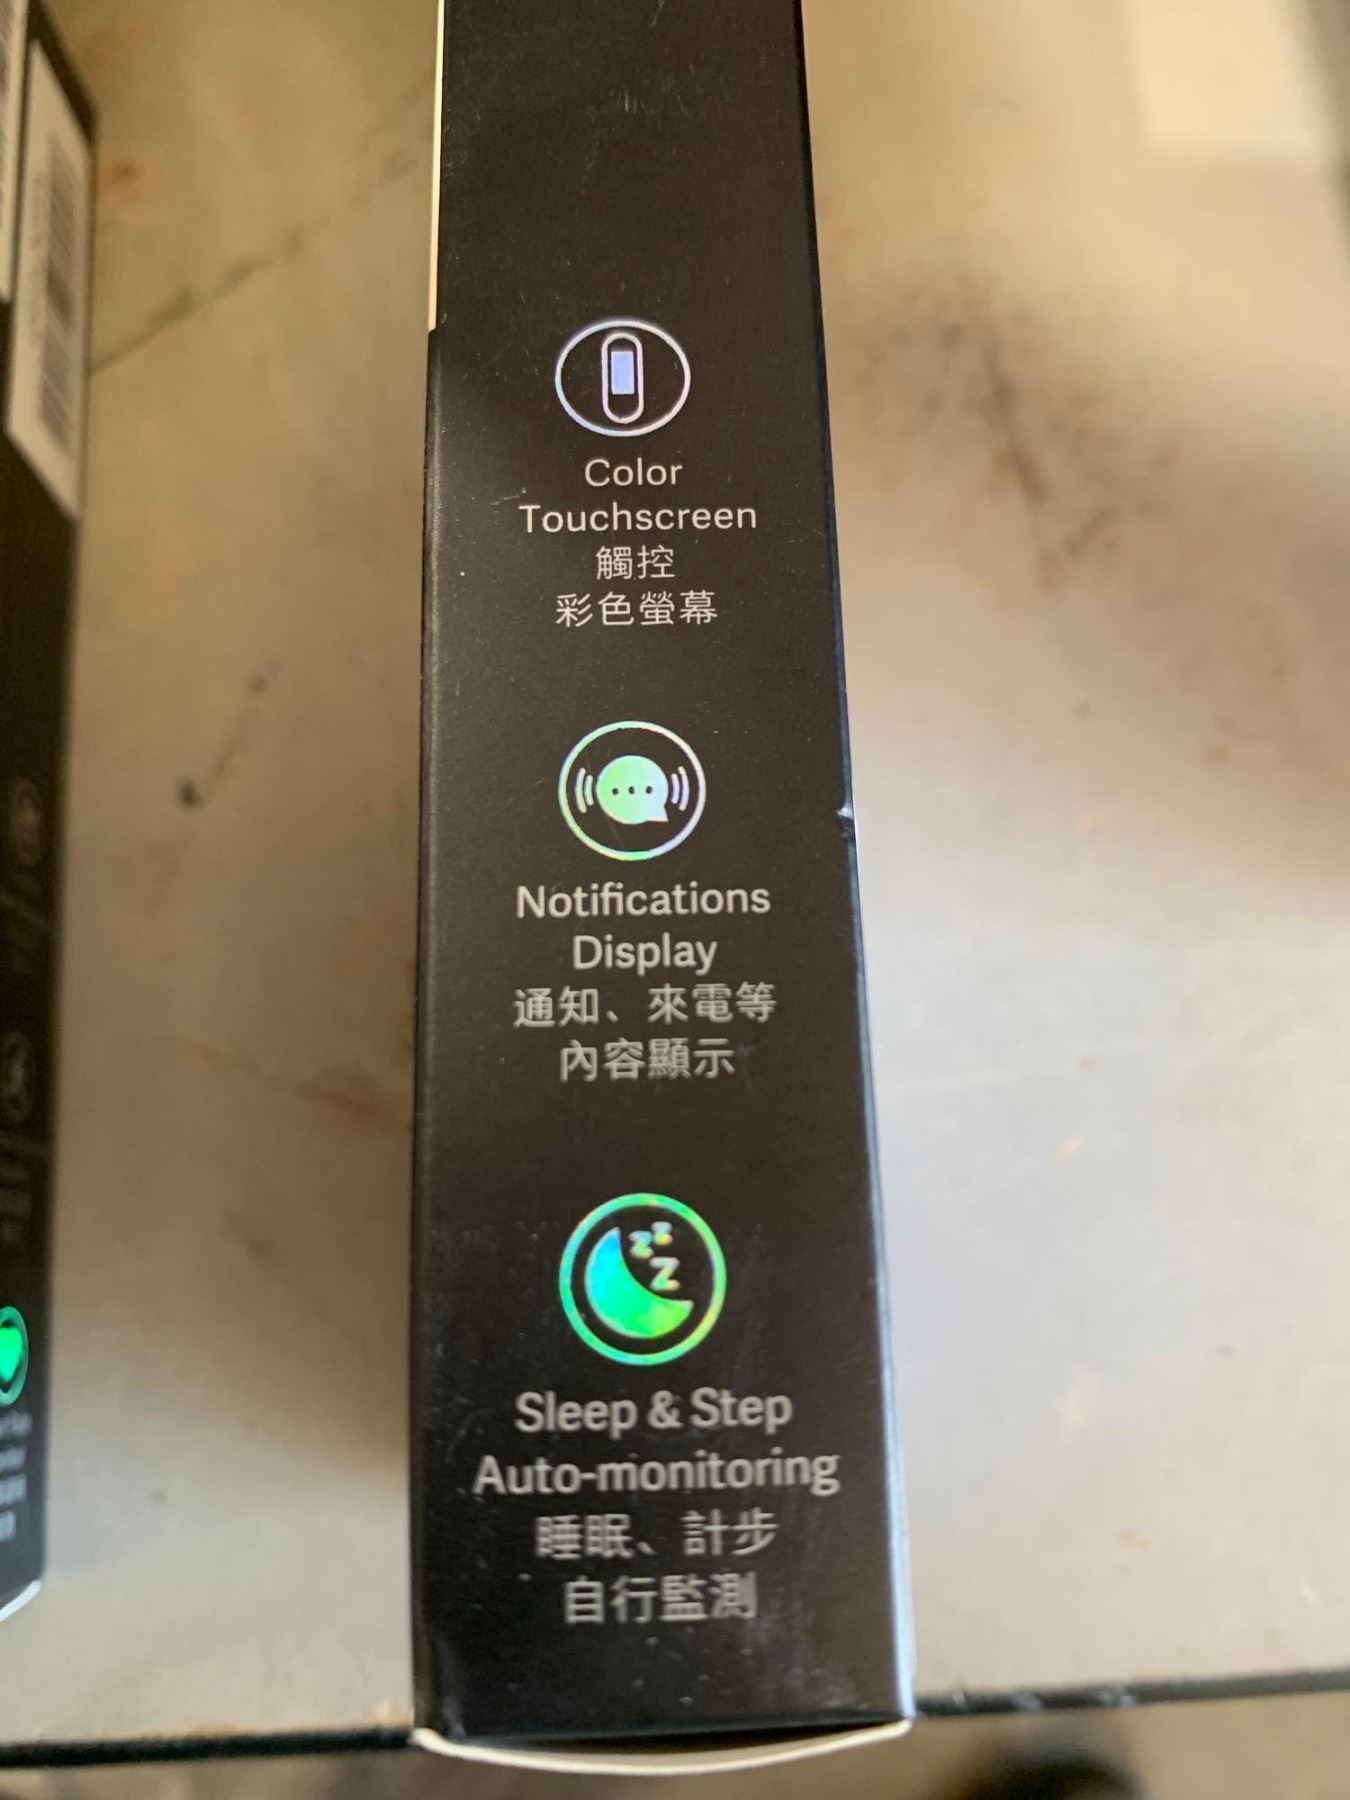 Color
Touchscreen
觸控
彩色螢幕
Notifications
Display
通知、來電等
內容顯示
Sleep & Step
Auto-monitoring
睡眠、計步
自行監測